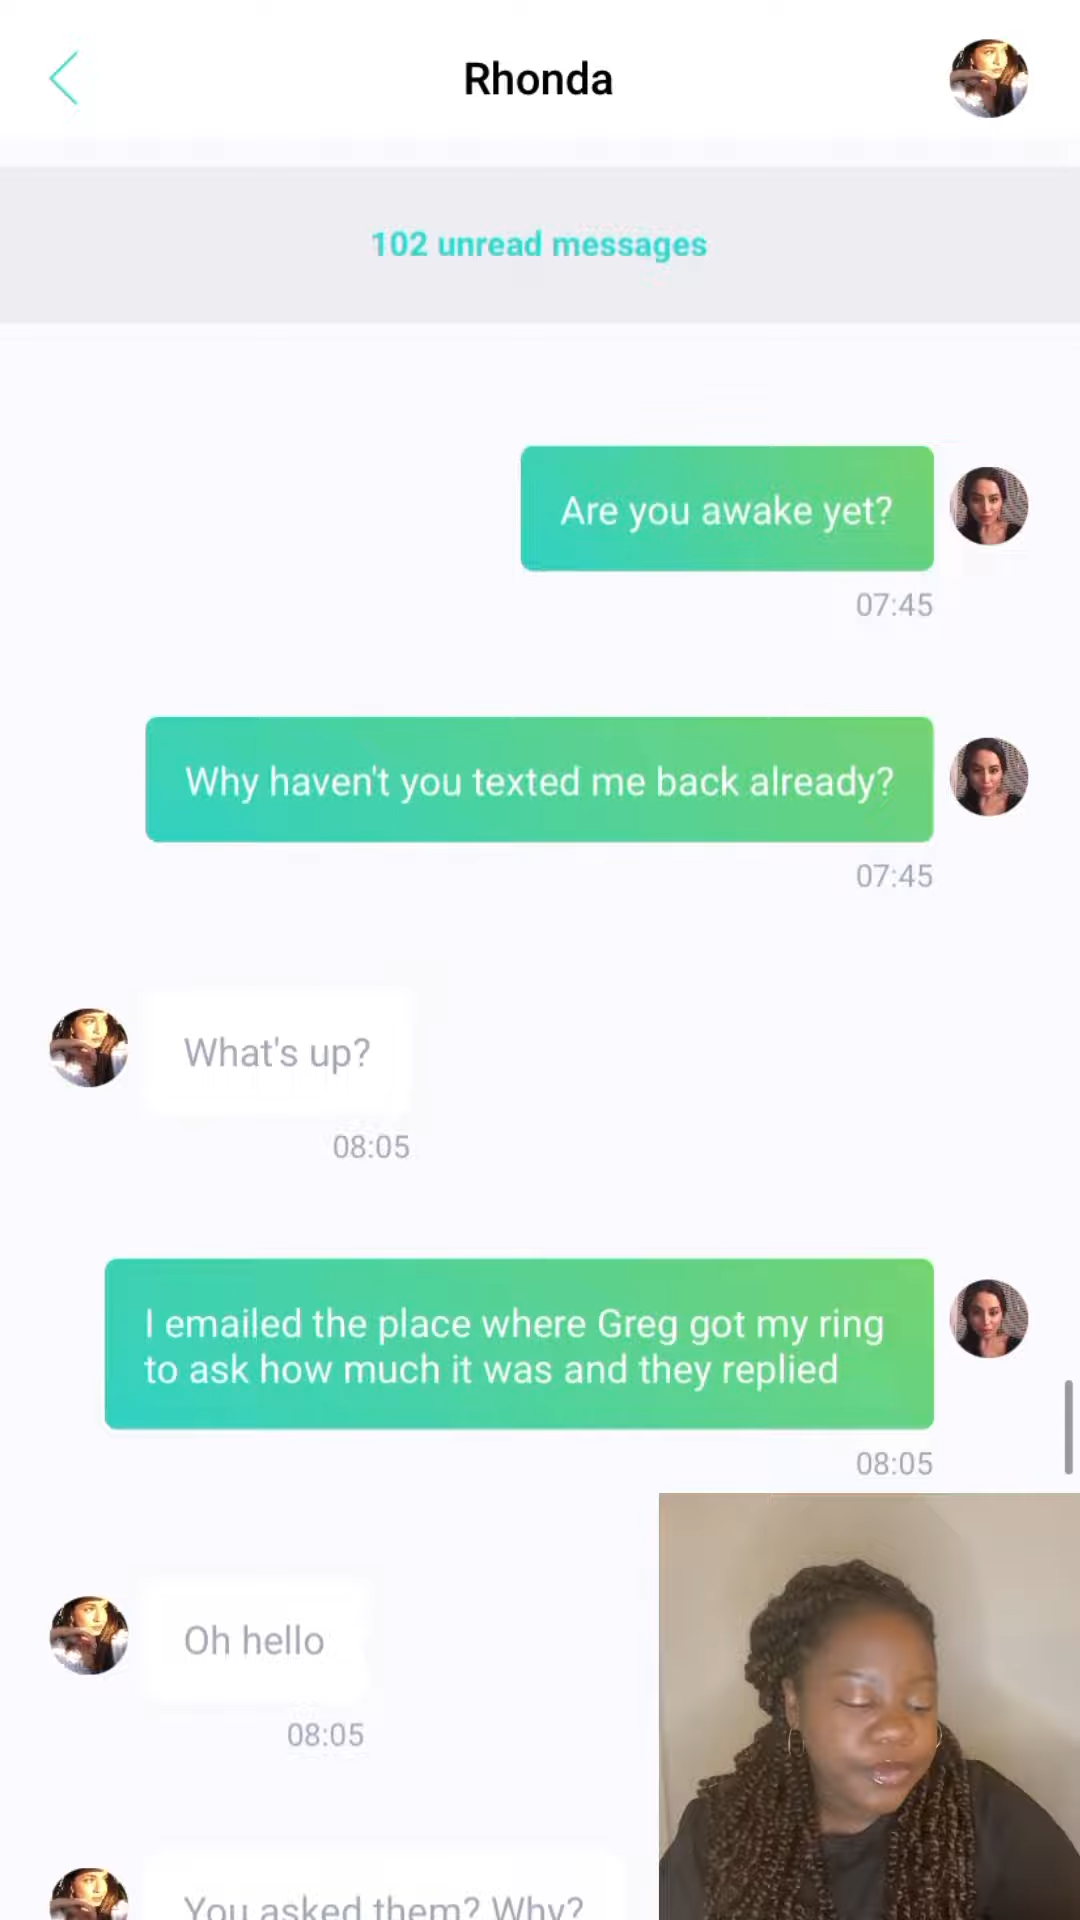 Rhonda
102 unread messages
Are you awake yet?
07:45
Why haven't you texted me back already?
07:45
What's up?
08:05
I emailed the place where Greg got my ring
to ask how much it was and they replied
08:05
Oh hello
08:05
You asked them? Why?